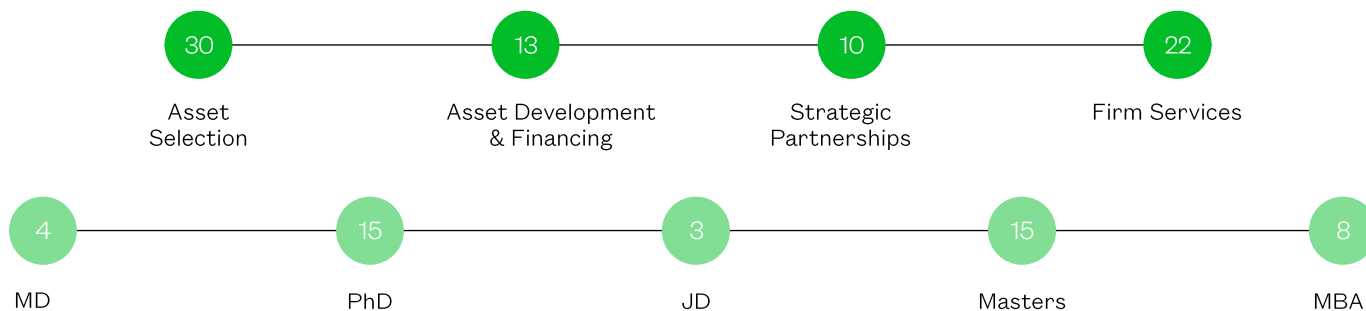 30 13 10 22
Asset Asset Development Strategic Firm Services
Selection & Financing Partnerships
4 15 3 15 8
MD PhD JD Masters MBA